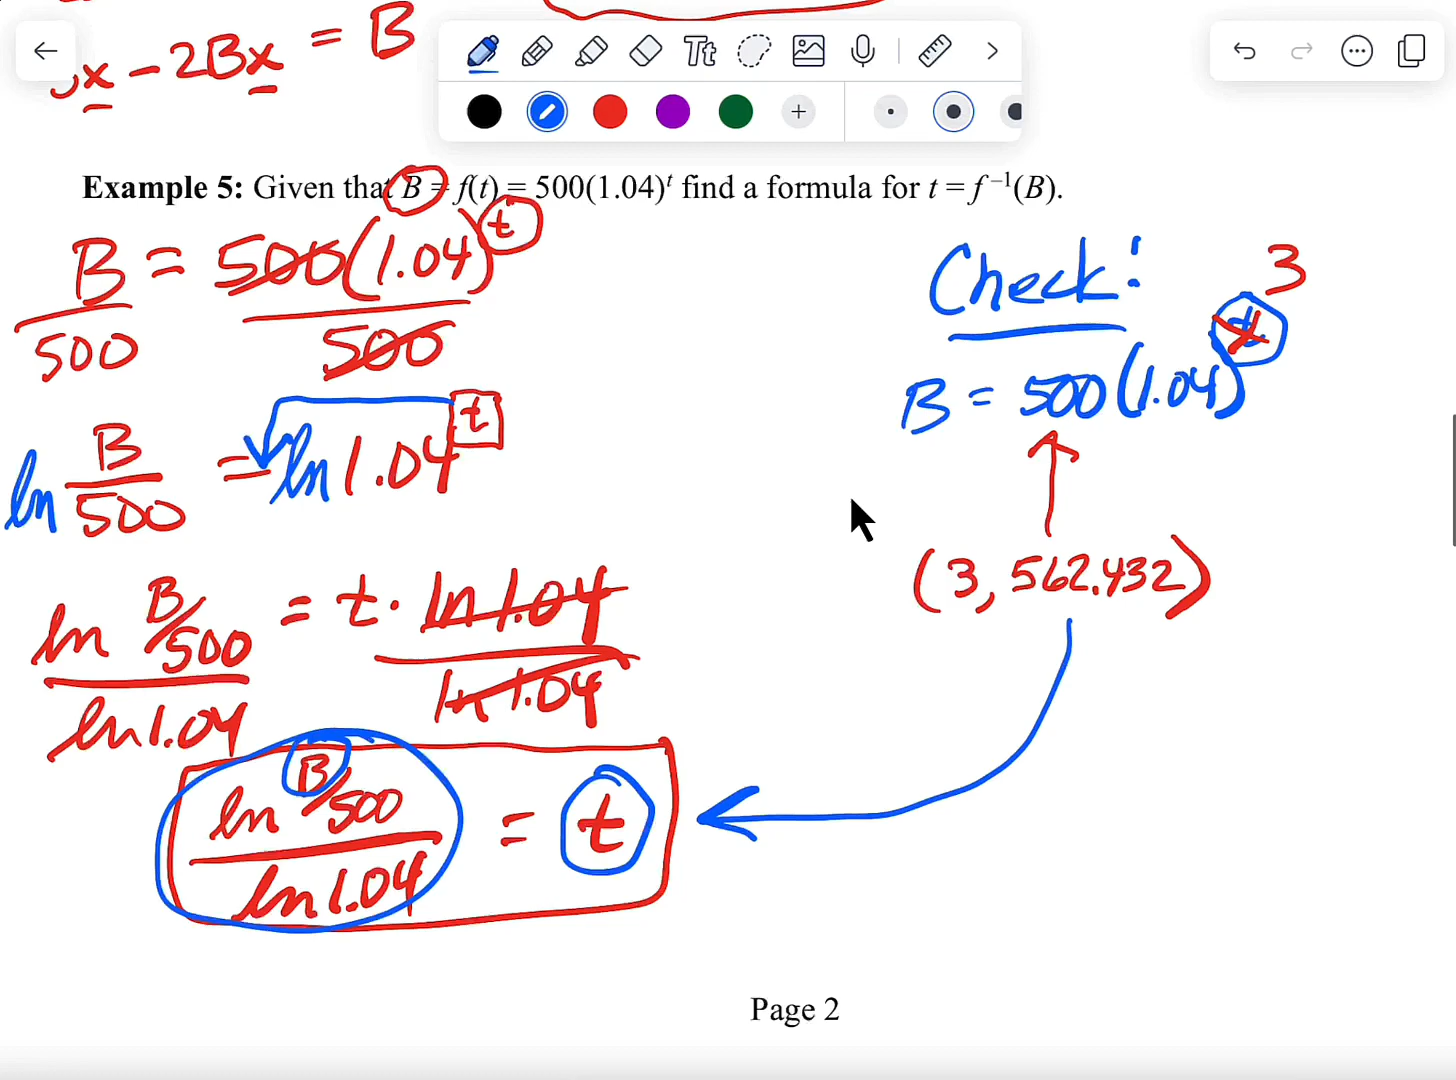 x - 2Bx = B
Tt
Example 5: Given that B = f(t) = 500(1.04)^t find a formula for t = f⁻¹(B).
B/500 = 500(1.04)^t/500
ln B/500 = ln 1.04^t
ln B/500 / ln 1.04 = t · ln 1.04 / ln 1.04
ln B/500 / ln 1.04 = t
Check:
3
B = 500(1.04)^t
(3, 562.432)
Page 2